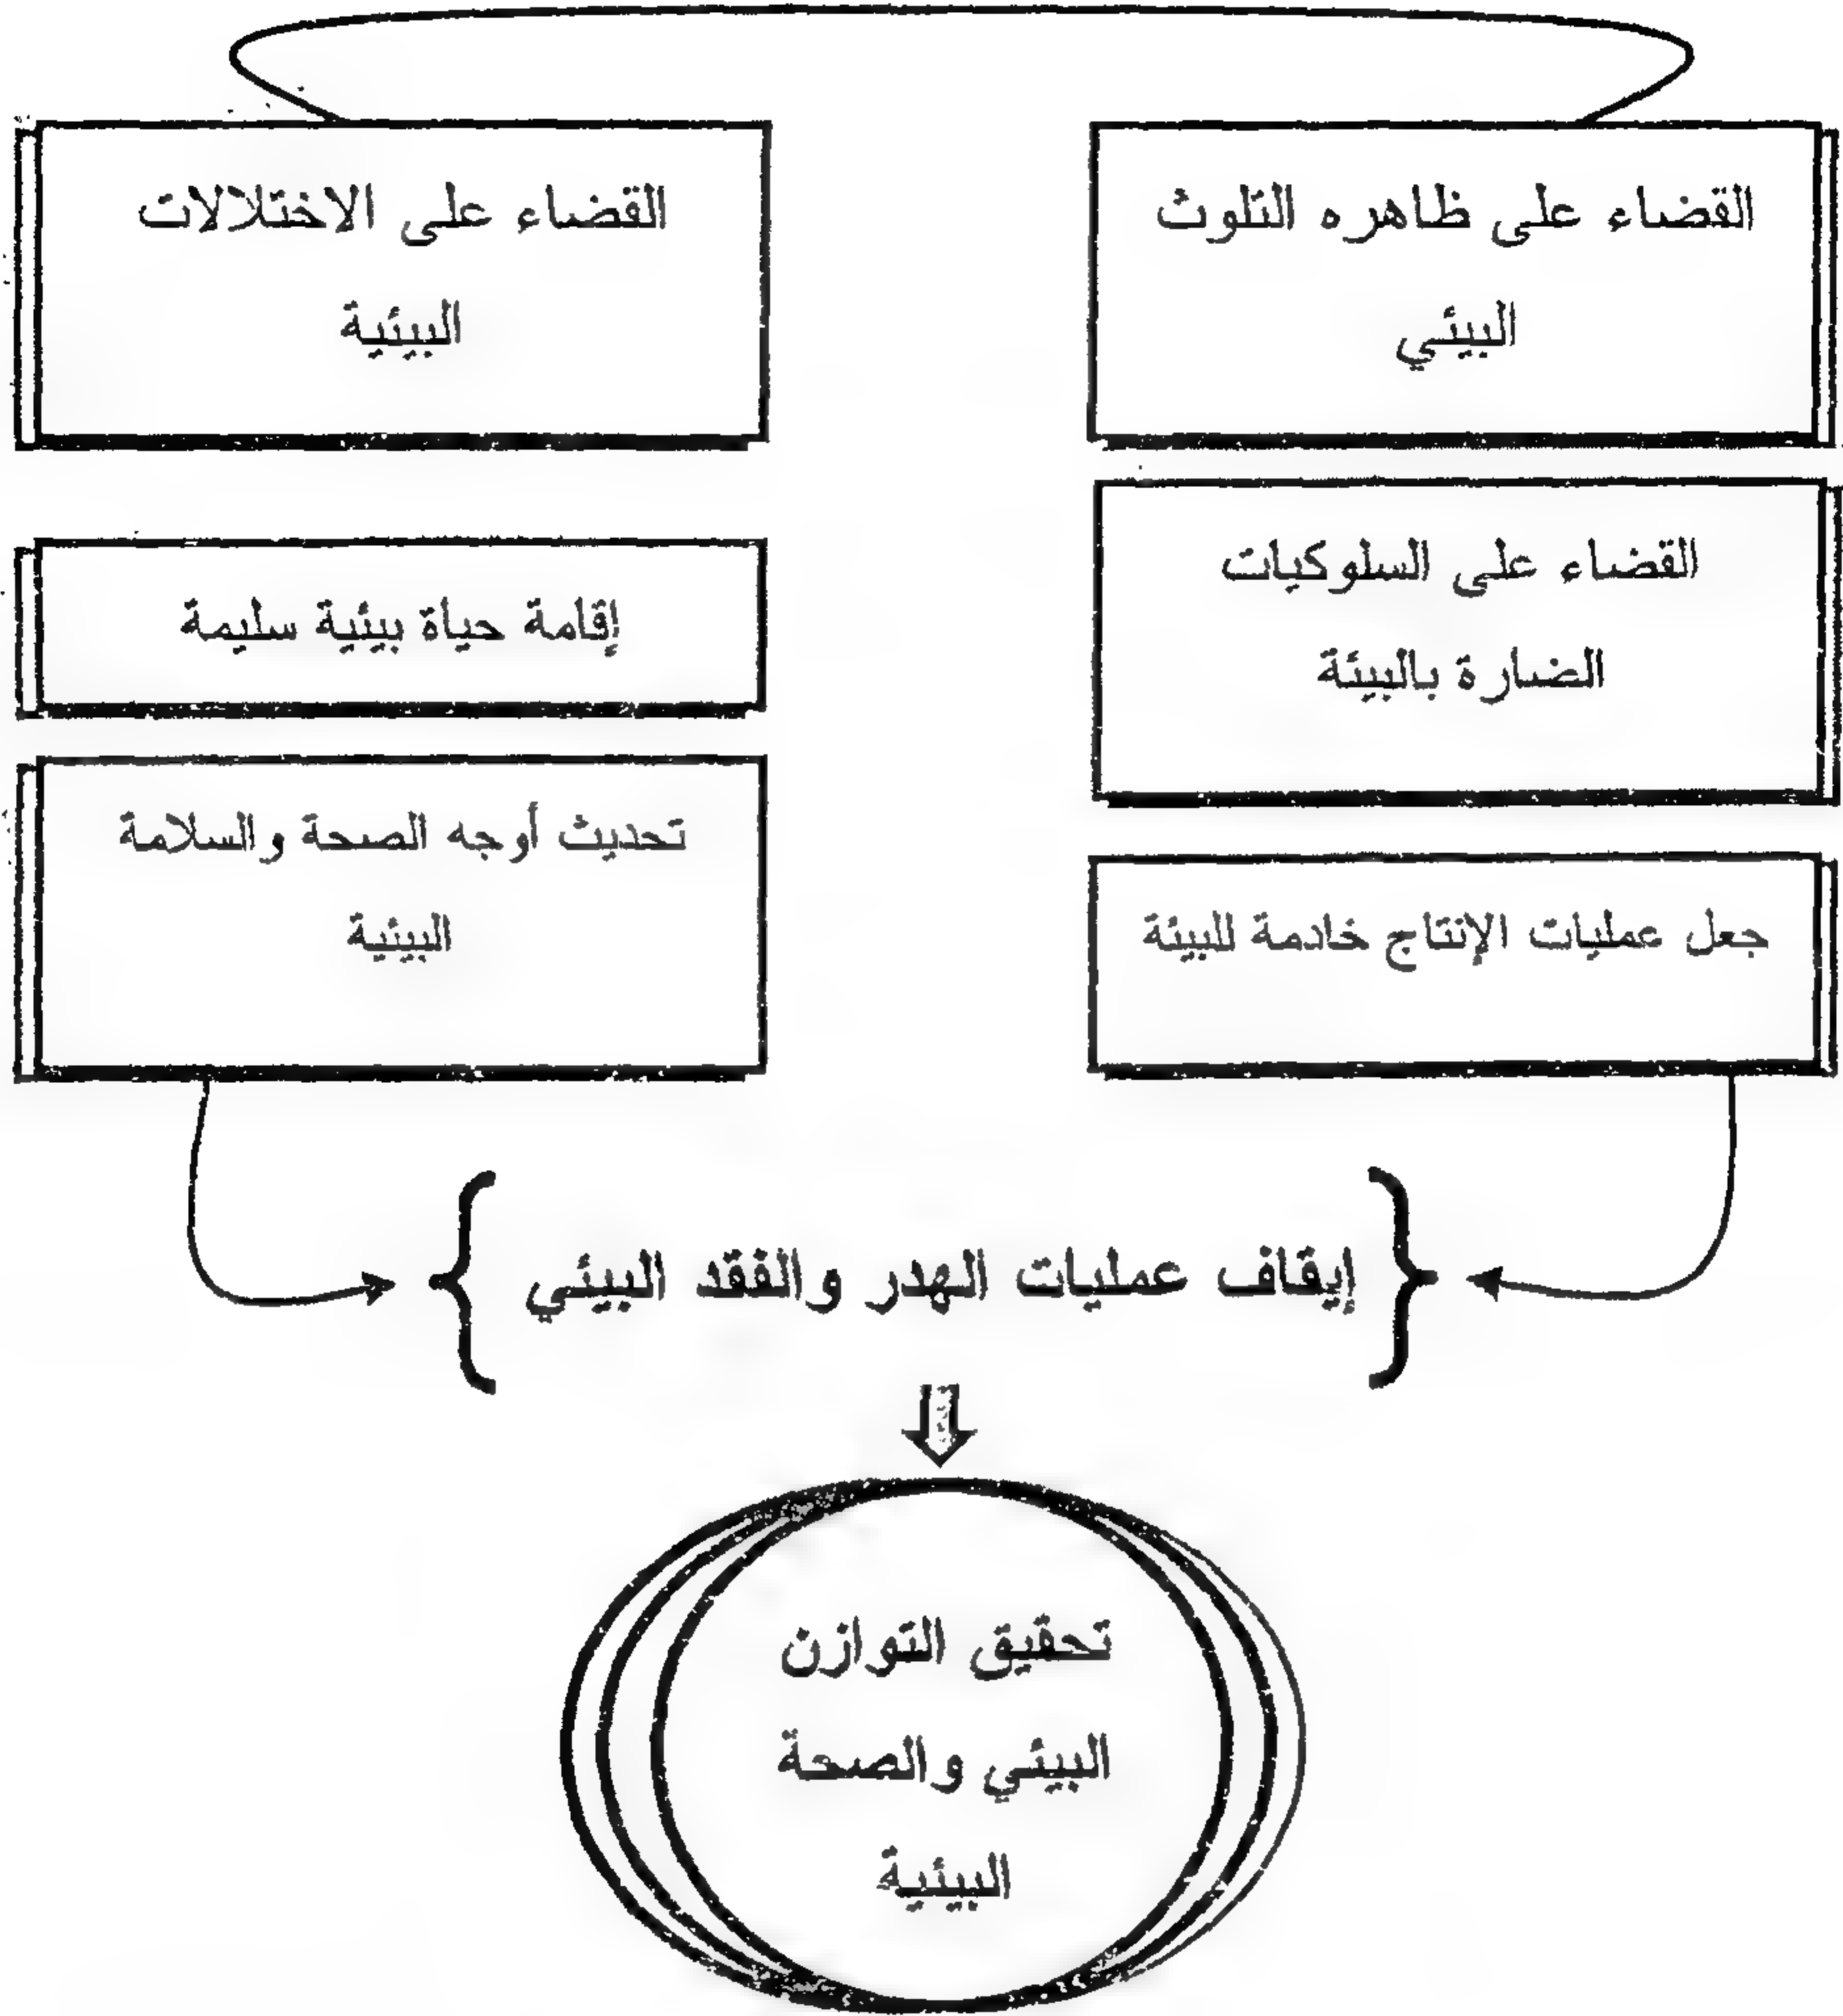 القضاء على ظاهره التلوث
البيئي
القضاء على السلوكيات
الضارة بالبيئة
جعل عمليات الإنتاج خادمة للبيئة
القضاء على الاختلالات
البيئية
إقامة حياة بيئية سليمة
تحديث أوجه الصحة والسلامة
البيئية
{ إيقاف عمليات الهدر والفقد البيئي }
تحقيق التوازن
البيئي والصحة
البيئية